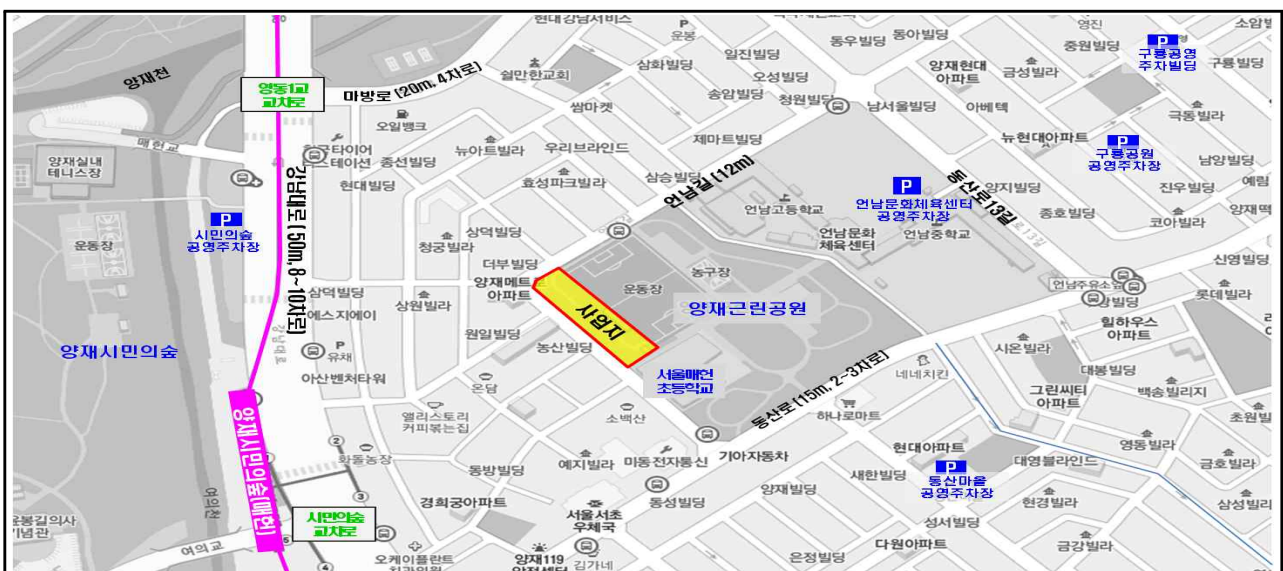 현대강남서비스
운봉
동우빌딩
동아빌딩
영진
중원빌딩
구룡공영
주차빌딩
구룡빌딩
양재천
영동1교
교차로
마방로 (20m, 4차로)
쉴만한교회
삼화빌딩
일진빌딩
오성빌딩
송암빌딩
청원빌딩
양재현대
아파트
금성빌라
남서울빌딩
아베텍
극동빌라
매헌교
오일뱅크
쌈마켓
제마트빌딩
뉴현대아파트
구룡공원
공영주차장
남양빌딩
양재실내
테니스장
종선빌딩
뉴아트빌라
우리브라인드
현대빌딩
효성파크빌라
삼승빌딩
언남길 (12m)
언남고등학교
언남문화체육센터
공영주차장
동산로13길
양지빌딩
진우빌딩
종호빌딩
코아빌라
양재떡
시민의숲
공영주차장
운동장
강남대로 (50m, 8~10차로)
청궁빌라
상덕빌딩
더부빌딩
언남문화
체육센터
언남중학교
신영빌딩
삼덕빌딩
상원빌라
양재메트로
아파트
사업지
운동장
농구장
양재근린공원
언남주유소
롯데빌라
에스지에이
원일빌딩
농산빌딩
힐하우스
아파트
양재시민의숲
강남대로
유채
아산벤처타워
온담
서울매헌
초등학교
동산로 (15m, 2~3차로)
네네치킨
시온빌라
대봉빌딩
그린씨티
아파트
백송빌리지
앨리스토리
커피볶는집
소백산
하나로마트
초원빌
양재시민의숲(매헌)
화돌농장
동방빌딩
예지빌라
미동전자통신
기아자동차
현대아파트
영동빌라
새한빌딩
대영블라인드
금호빌라
여의천
경희궁아파트
동성빌딩
양재빌딩
동산마을
공영주차장
현경빌라
삼성빌
윤봉길의사
기념관
시민의숲
교차로
서울서초
우체국
성서빌딩
여의교
오케이플란트
양재119
김가네
은정빌딩
다원아파트
금강빌라